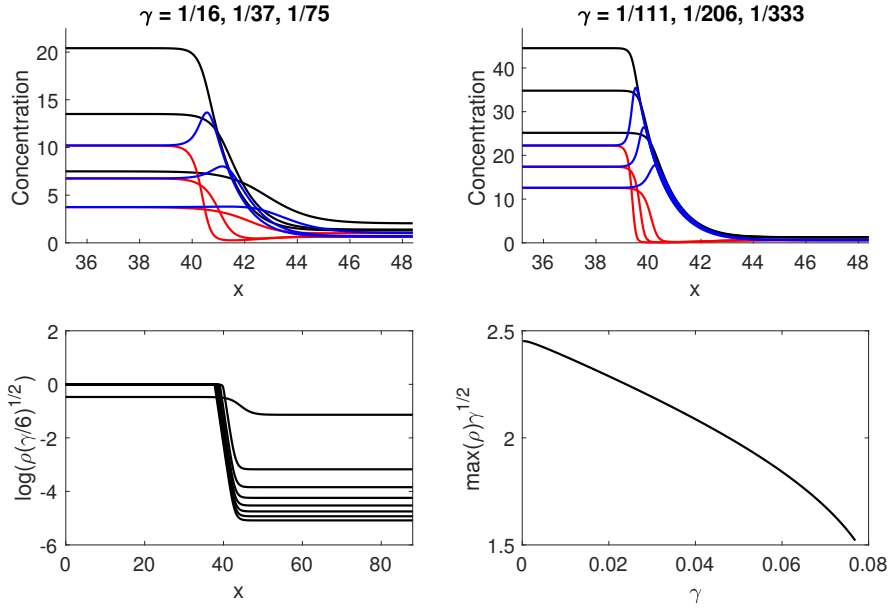 γ = 1/16, 1/37, 1/75
Concentration
20
15
10
5
0
36 38 40 42 44 46 48
x
γ = 1/111, 1/206, 1/333
Concentration
40
30
20
10
0
36 38 40 42 44 46 48
x
log(ρ(γ/6)^{1/2})
2
0
-2
-4
-6
0 20 40 60 80
x
max(ρ)γ^{1/2}
2.5
2
1.5
0 0.02 0.04 0.06 0.08
γ